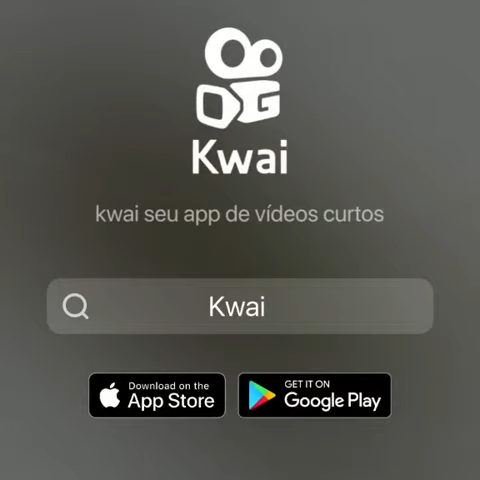 Kwai
kwai seu app de vídeos curtos
Kwai
Download on the
App Store
GET IT ON
Google Play